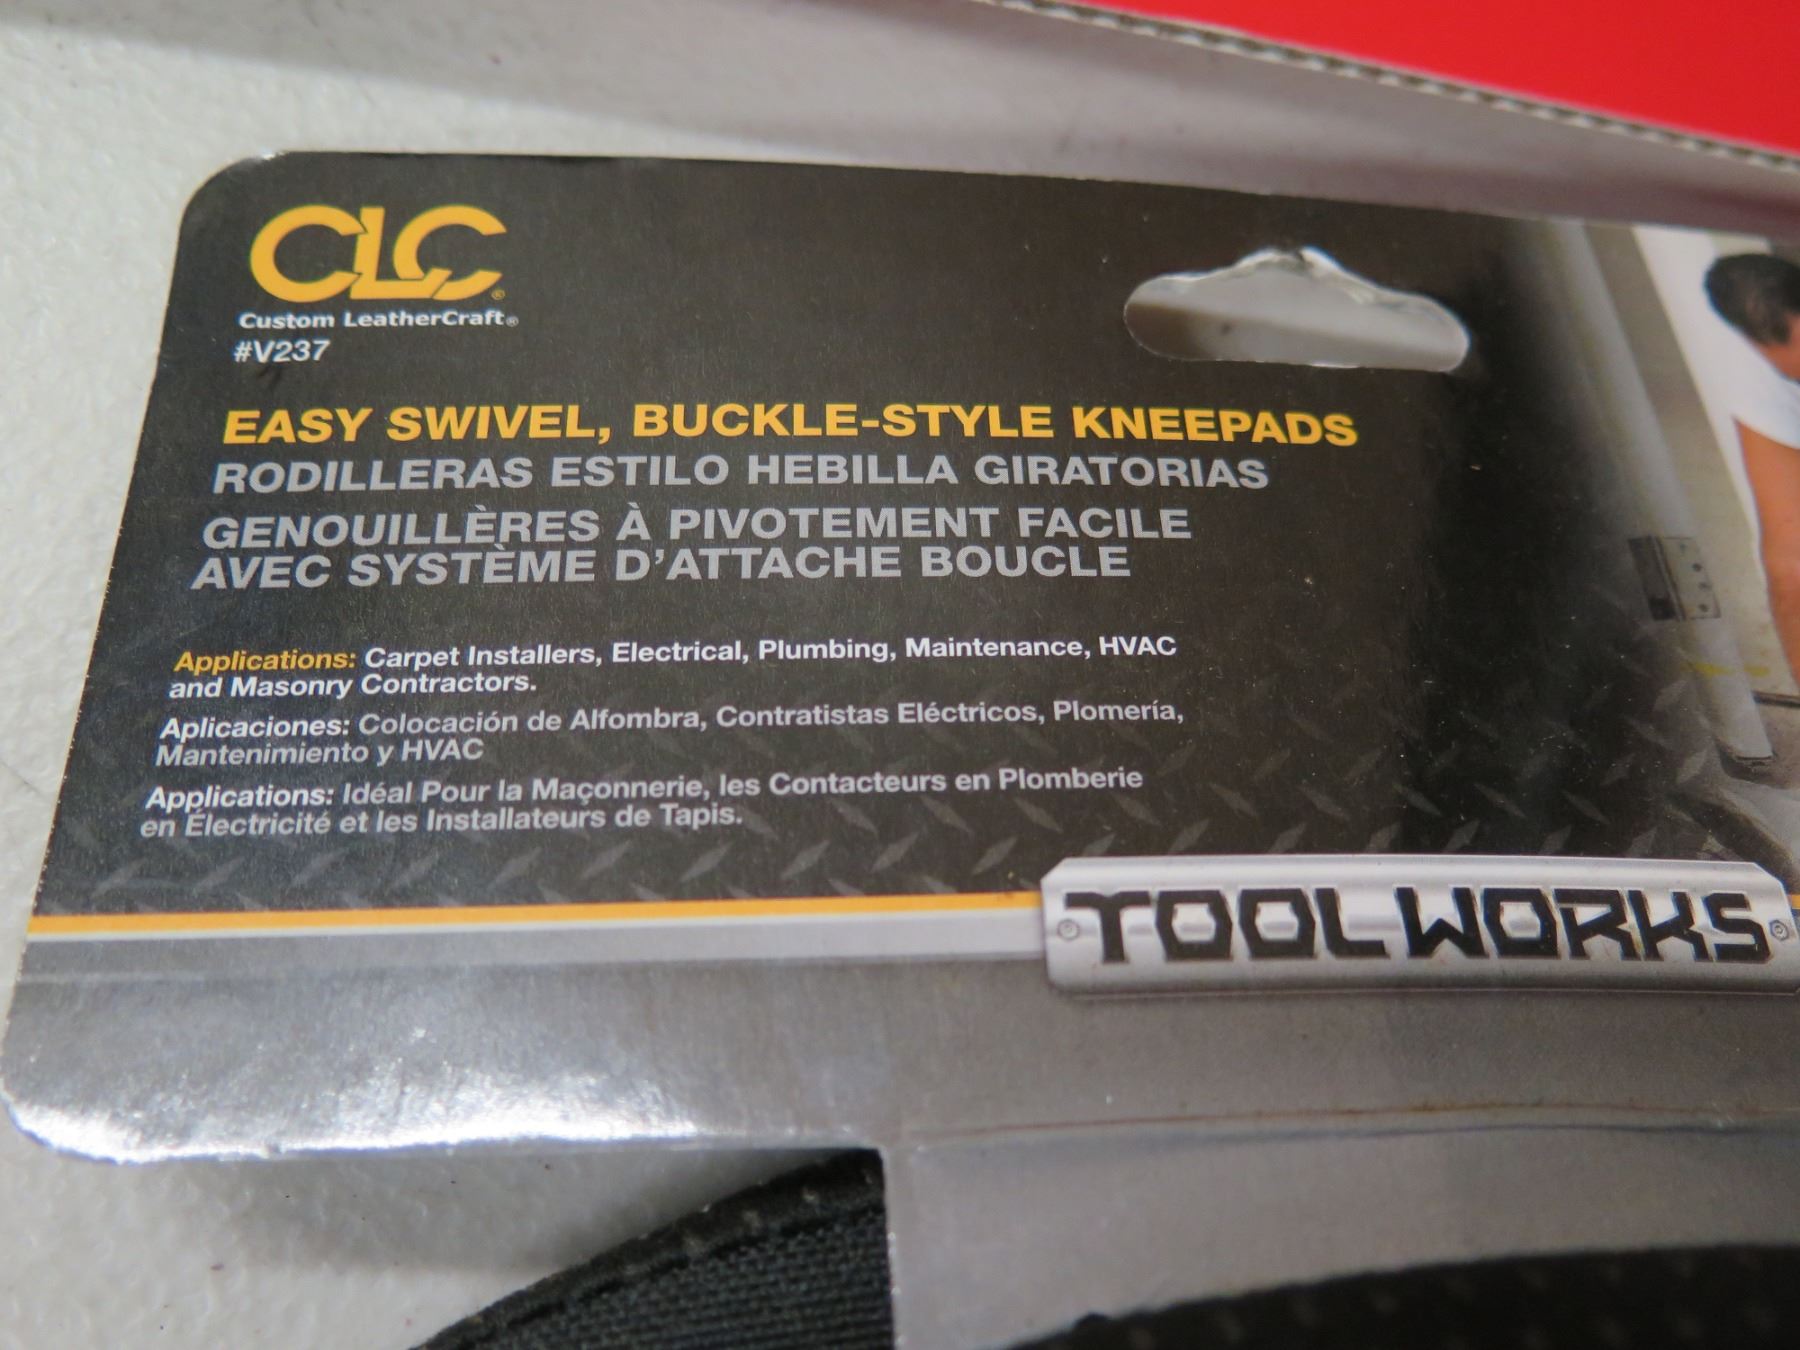 CLC®
Custom LeatherCraft®
#V237
EASY SWIVEL, BUCKLE-STYLE KNEEPADS
RODILLERAS ESTILO HEBILLA GIRATORIAS
GENOUILLÈRES À PIVOTEMENT FACILE
AVEC SYSTÈME D'ATTACHE BOUCLE
Applications: Carpet Installers, Electrical, Plumbing, Maintenance, HVAC
and Masonry Contractors.
Aplicaciones: Colocación de Alfombra, Contratistas Eléctricos, Plomería,
Mantenimiento y HVAC
Applications: Idéal Pour la Maçonnerie, les Contacteurs en Plomberie
en Électricité et les Installateurs de Tapis.
TOOL WORKS